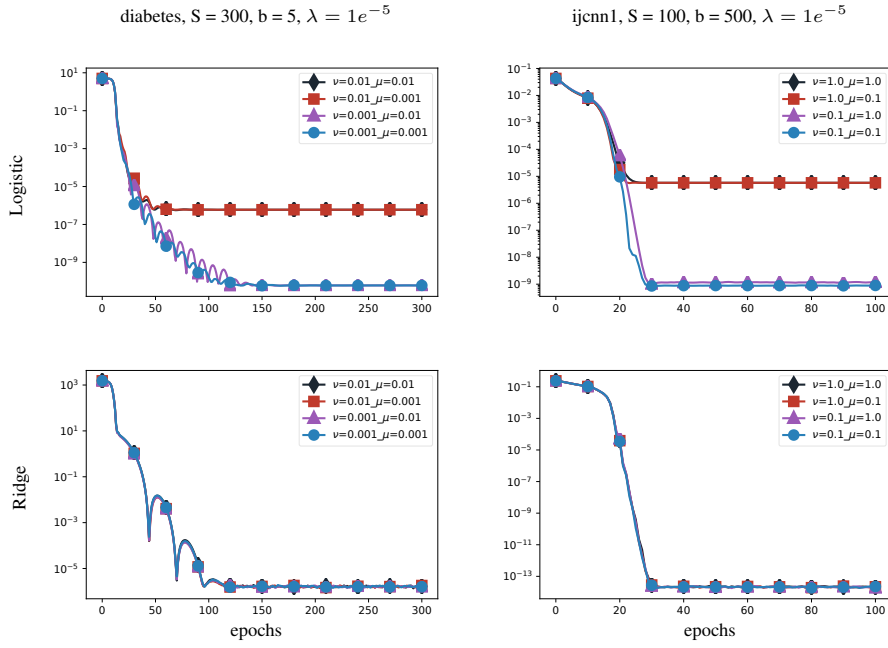 diabetes, S = 300, b = 5, λ = 1e⁻⁵
ijcnn1, S = 100, b = 500, λ = 1e⁻⁵
Logistic
10¹
10⁻¹
10⁻³
10⁻⁵
10⁻⁷
10⁻⁹
0 50 100 150 200 250 300
ν=0.01_μ=0.01
ν=0.01_μ=0.001
ν=0.001_μ=0.01
ν=0.001_μ=0.001
10⁻¹
10⁻²
10⁻³
10⁻⁴
10⁻⁵
10⁻⁶
10⁻⁷
10⁻⁸
10⁻⁹
0 20 40 60 80 100
ν=1.0_μ=1.0
ν=1.0_μ=0.1
ν=0.1_μ=1.0
ν=0.1_μ=0.1
Ridge
10³
10¹
10⁻¹
10⁻³
10⁻⁵
0 50 100 150 200 250 300
epochs
ν=0.01_μ=0.01
ν=0.01_μ=0.001
ν=0.001_μ=0.01
ν=0.001_μ=0.001
10⁻¹
10⁻³
10⁻⁵
10⁻⁷
10⁻⁹
10⁻¹¹
10⁻¹³
0 20 40 60 80 100
epochs
ν=1.0_μ=1.0
ν=1.0_μ=0.1
ν=0.1_μ=1.0
ν=0.1_μ=0.1